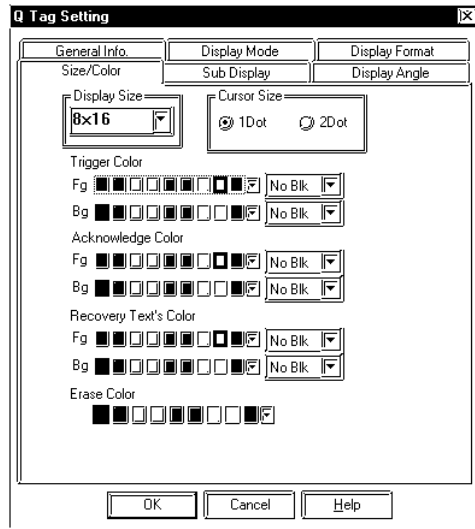 Q Tag Setting
General Info. Display Mode Display Format
Size/Color Sub Display Display Angle
Display Size Cursor Size
8x16 1Dot 2Dot
Trigger Color
Fg No Blk
Bg No Blk
Acknowledge Color
Fg No Blk
Bg No Blk
Recovery Text's Color
Fg No Blk
Bg No Blk
Erase Color
OK Cancel Help